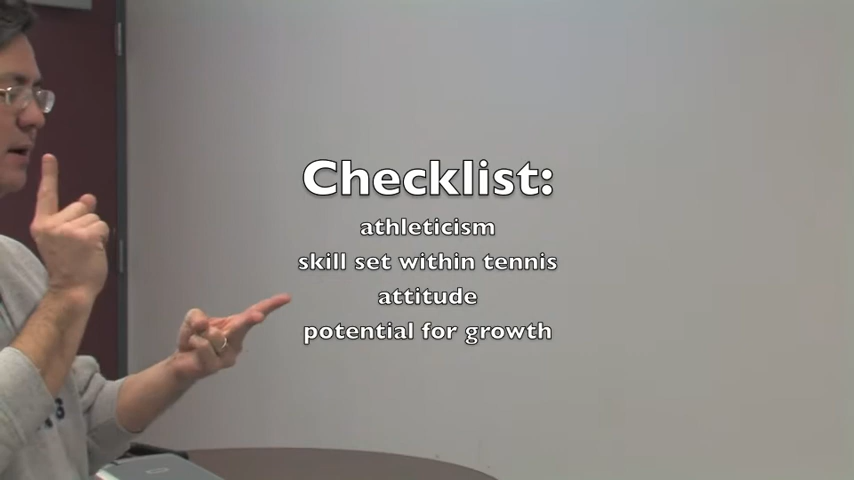 Checklist:
athleticism
skill set within tennis
attitude
potential for growth